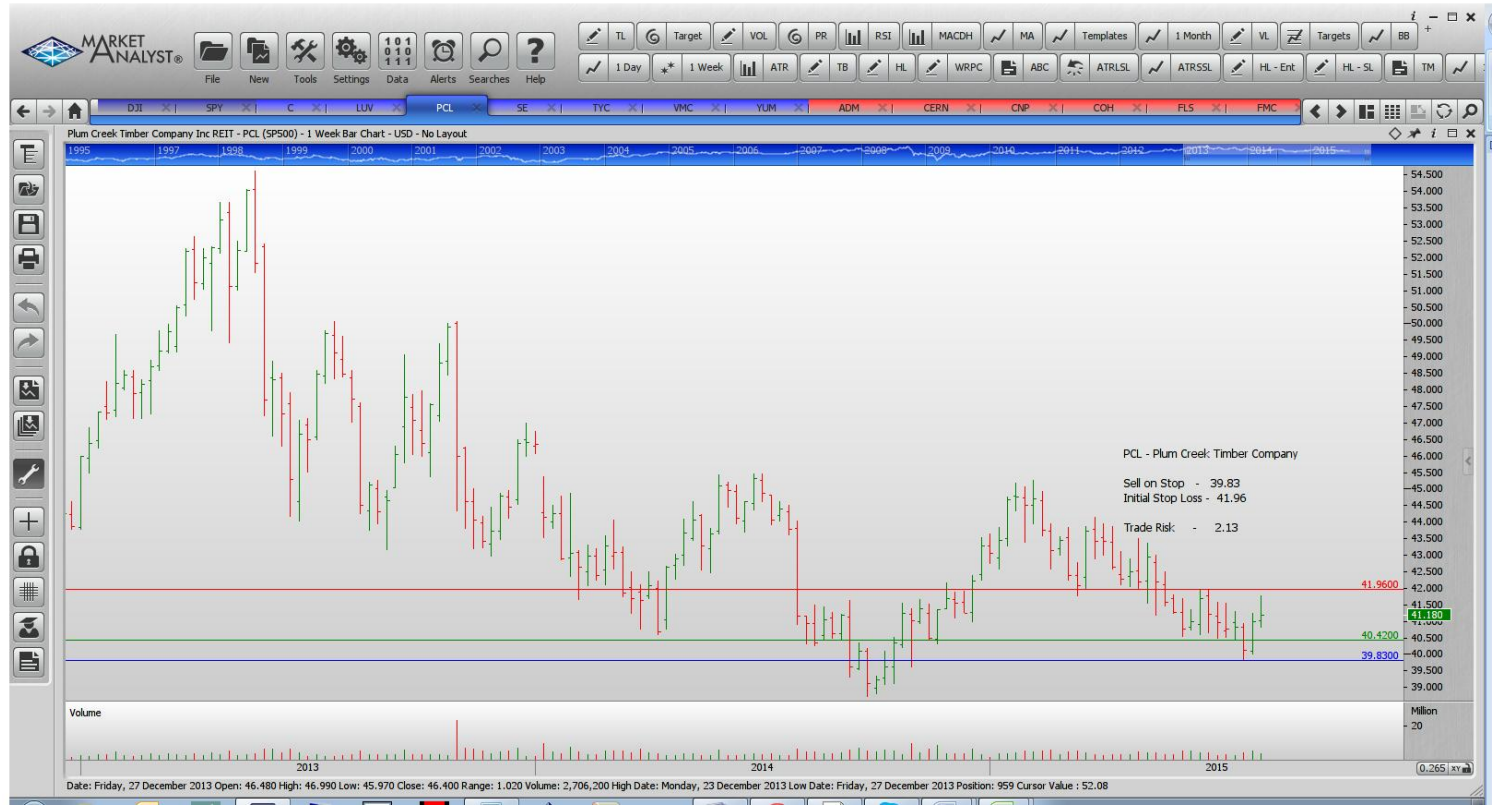 MARKET
ANALYST®
File New Tools Settings Data Alerts Searches Help
TL Target VOL PR RSI MACDH MA Templates 1 Month VL Targets BB
1 Day 1 Week ATR TB HL WRPC ABC ATRLSL ATRSSL HL - Ent HL - SL TM
DJI SPY C LUV PCL SE TYC VMC YUM ADM CERN CNP COH FLS FMC
Plum Creek Timber Company Inc REIT - PCL (SP500) - 1 Week Bar Chart - USD - No Layout
1995 1997 1998 1999 2000 2001 2002 2003 2004 2005 2006 2007 2008 2009 2010 2011 2012 2013 2014 2015
54.500
54.000
53.500
53.000
52.500
52.000
51.500
51.000
50.500
50.000
49.500
49.000
48.500
48.000
47.500
47.000
46.500
46.000
45.500
45.000
44.500
44.000
43.500
43.000
42.500
42.000
41.500
41.180
41.000
40.500
40.000
39.500
39.000
PCL - Plum Creek Timber Company
Sell on Stop - 39.83
Initial Stop Loss - 41.96
Trade Risk - 2.13
41.9600
40.4200
39.8300
Volume
Million
20
2013 2014 2015
0.265 XY
Date: Friday, 27 December 2013 Open: 46.480 High: 46.990 Low: 45.970 Close: 46.400 Range: 1.020 Volume: 2,706,200 High Date: Monday, 23 December 2013 Low Date: Friday, 27 December 2013 Position: 959 Cursor Value : 52.08